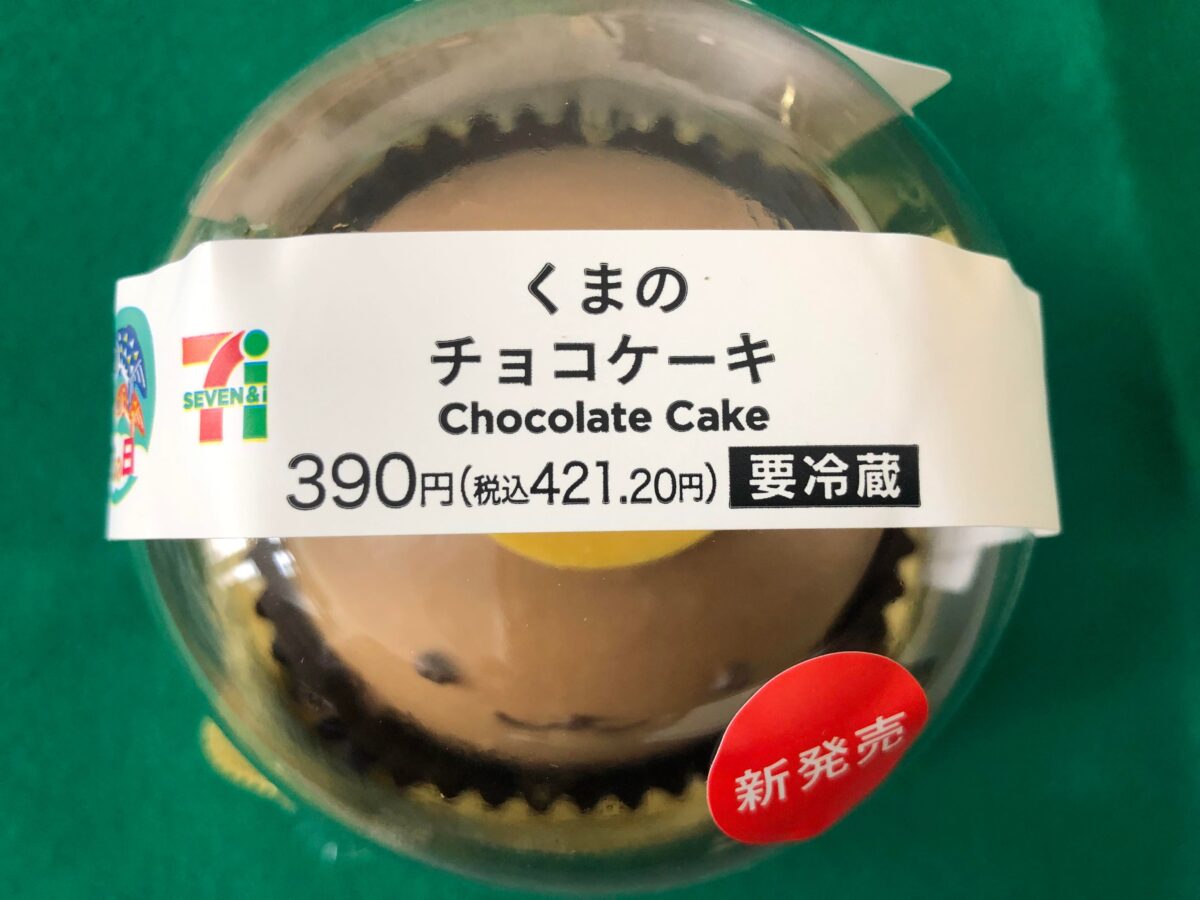 くまの
チョコケーキ
Chocolate Cake
SEVEN&i
390円(税込421.20円) 要冷蔵
日
新発売